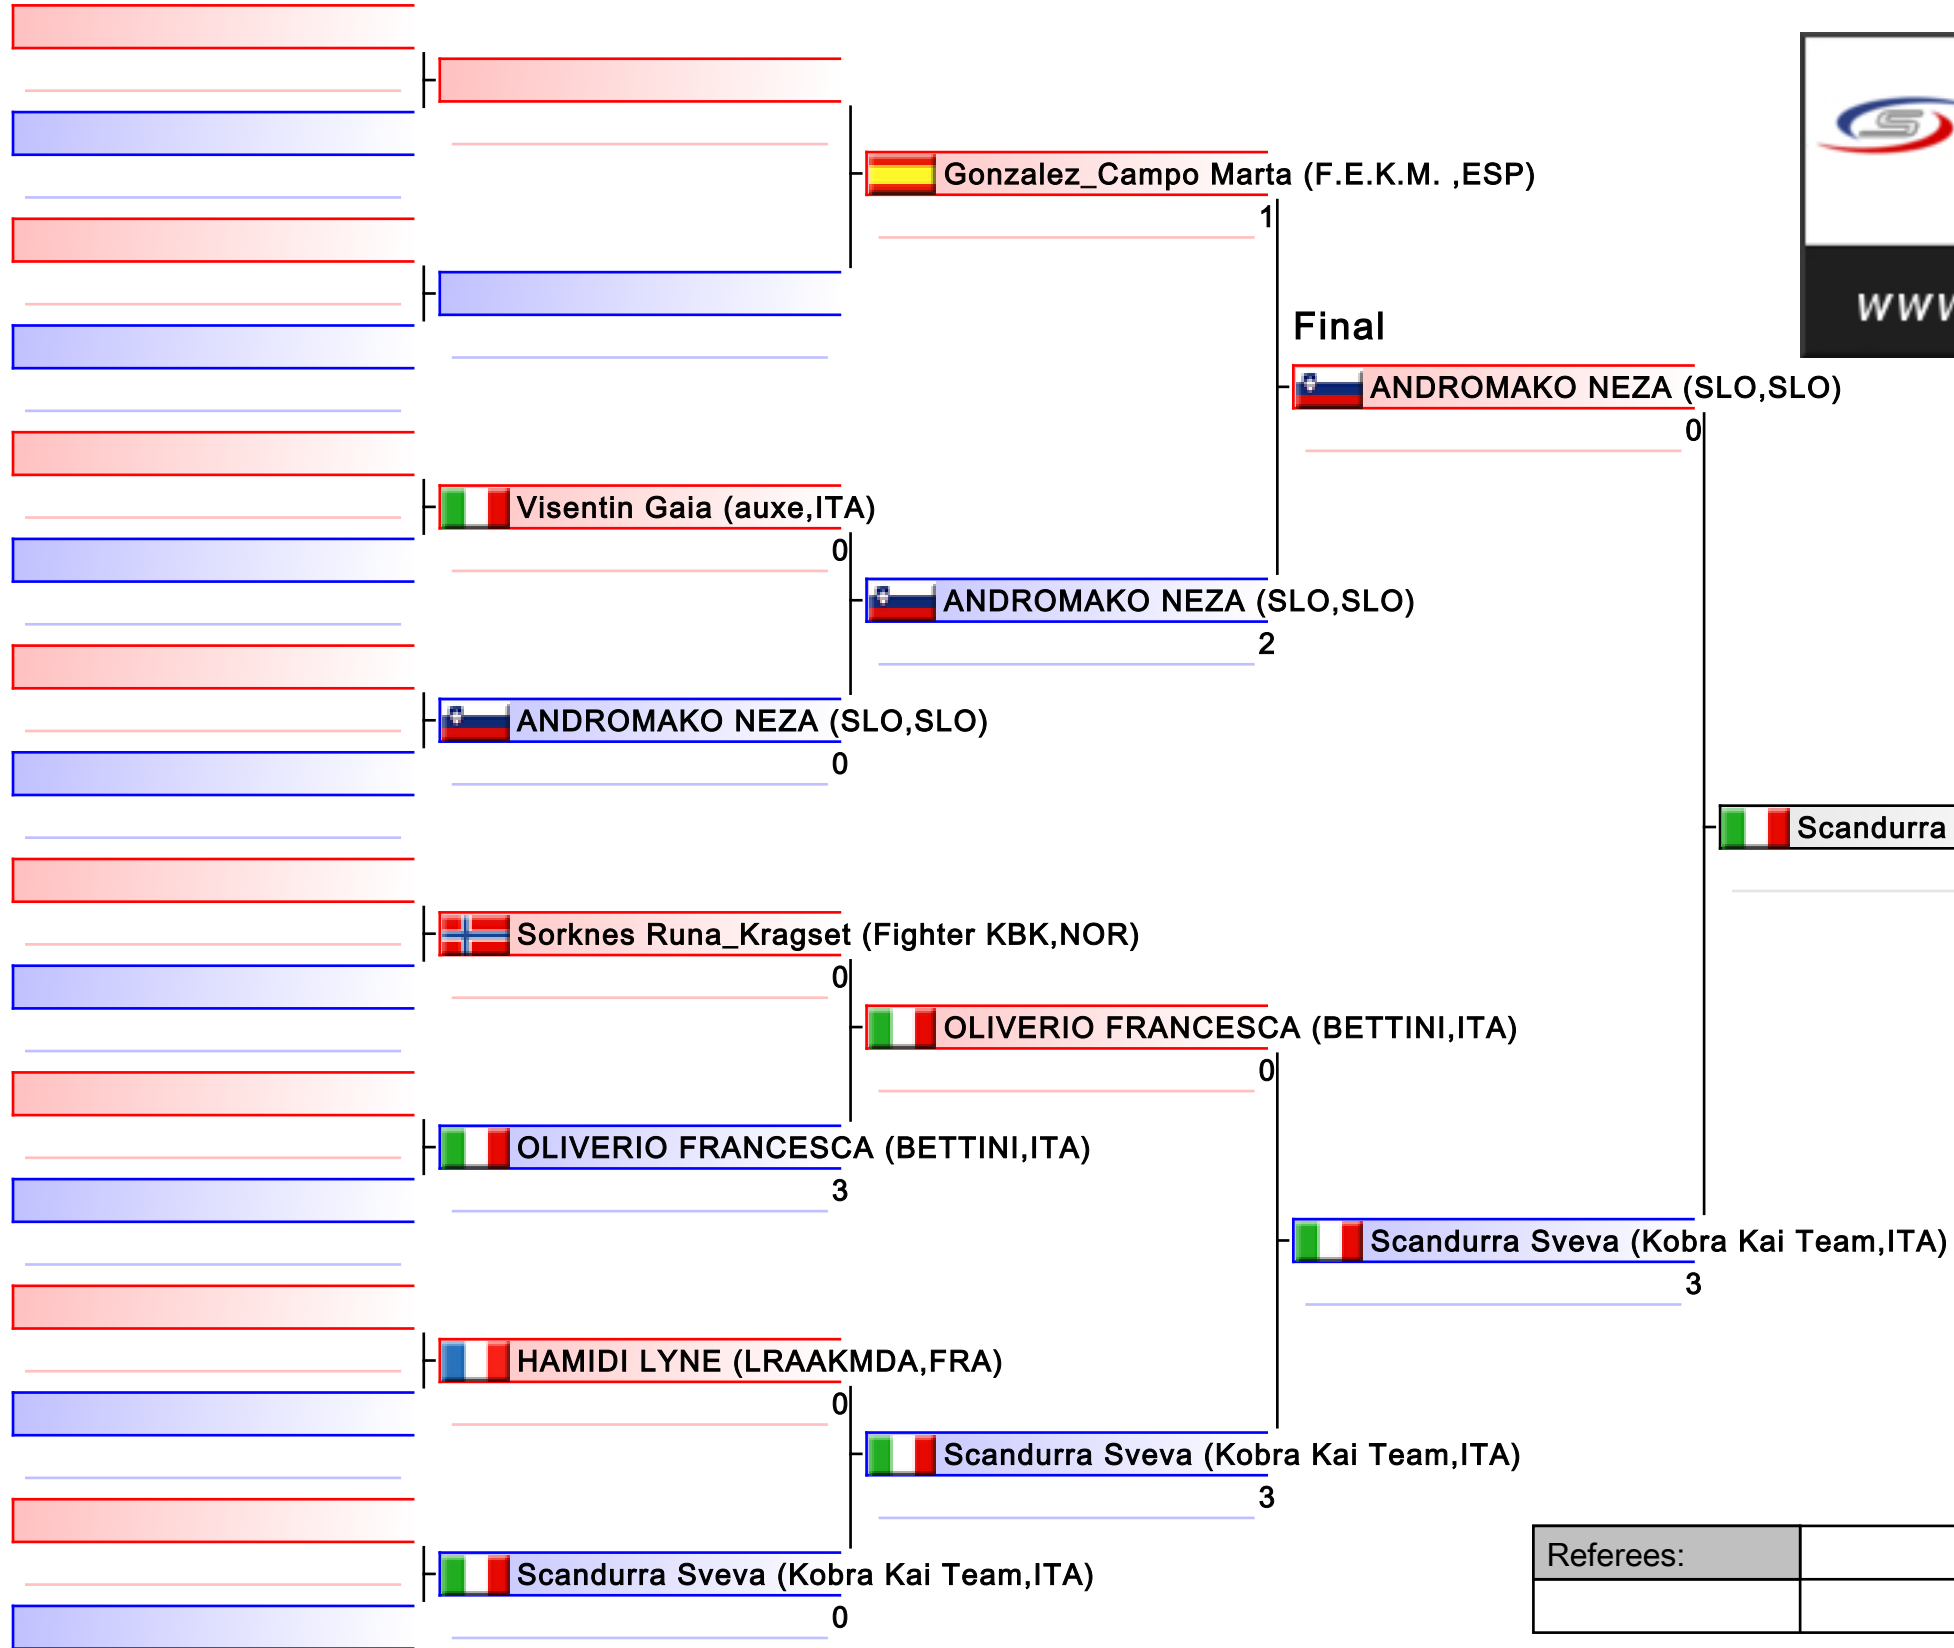 Gonzalez_Campo Marta (F.E.K.M. ,ESP)
1
Final
ANDROMAKO NEZA (SLO,SLO)
0
Visentin Gaia (auxe,ITA)
0
ANDROMAKO NEZA (SLO,SLO)
2
ANDROMAKO NEZA (SLO,SLO)
0
Scandurra
Sorknes Runa_Kragset (Fighter KBK,NOR)
0
OLIVERIO FRANCESCA (BETTINI,ITA)
0
OLIVERIO FRANCESCA (BETTINI,ITA)
3
Scandurra Sveva (Kobra Kai Team,ITA)
3
HAMIDI LYNE (LRAAKMDA,FRA)
0
Scandurra Sveva (Kobra Kai Team,ITA)
3
Scandurra Sveva (Kobra Kai Team,ITA)
0
Referees: